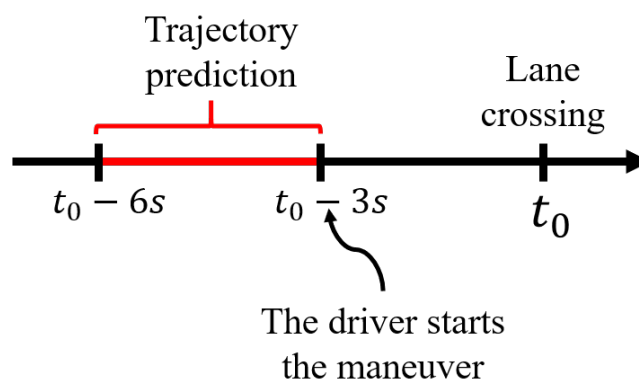 Trajectory
prediction
Lane
crossing
t₀ − 6s
t₀ − 3s
t₀
The driver starts
the maneuver